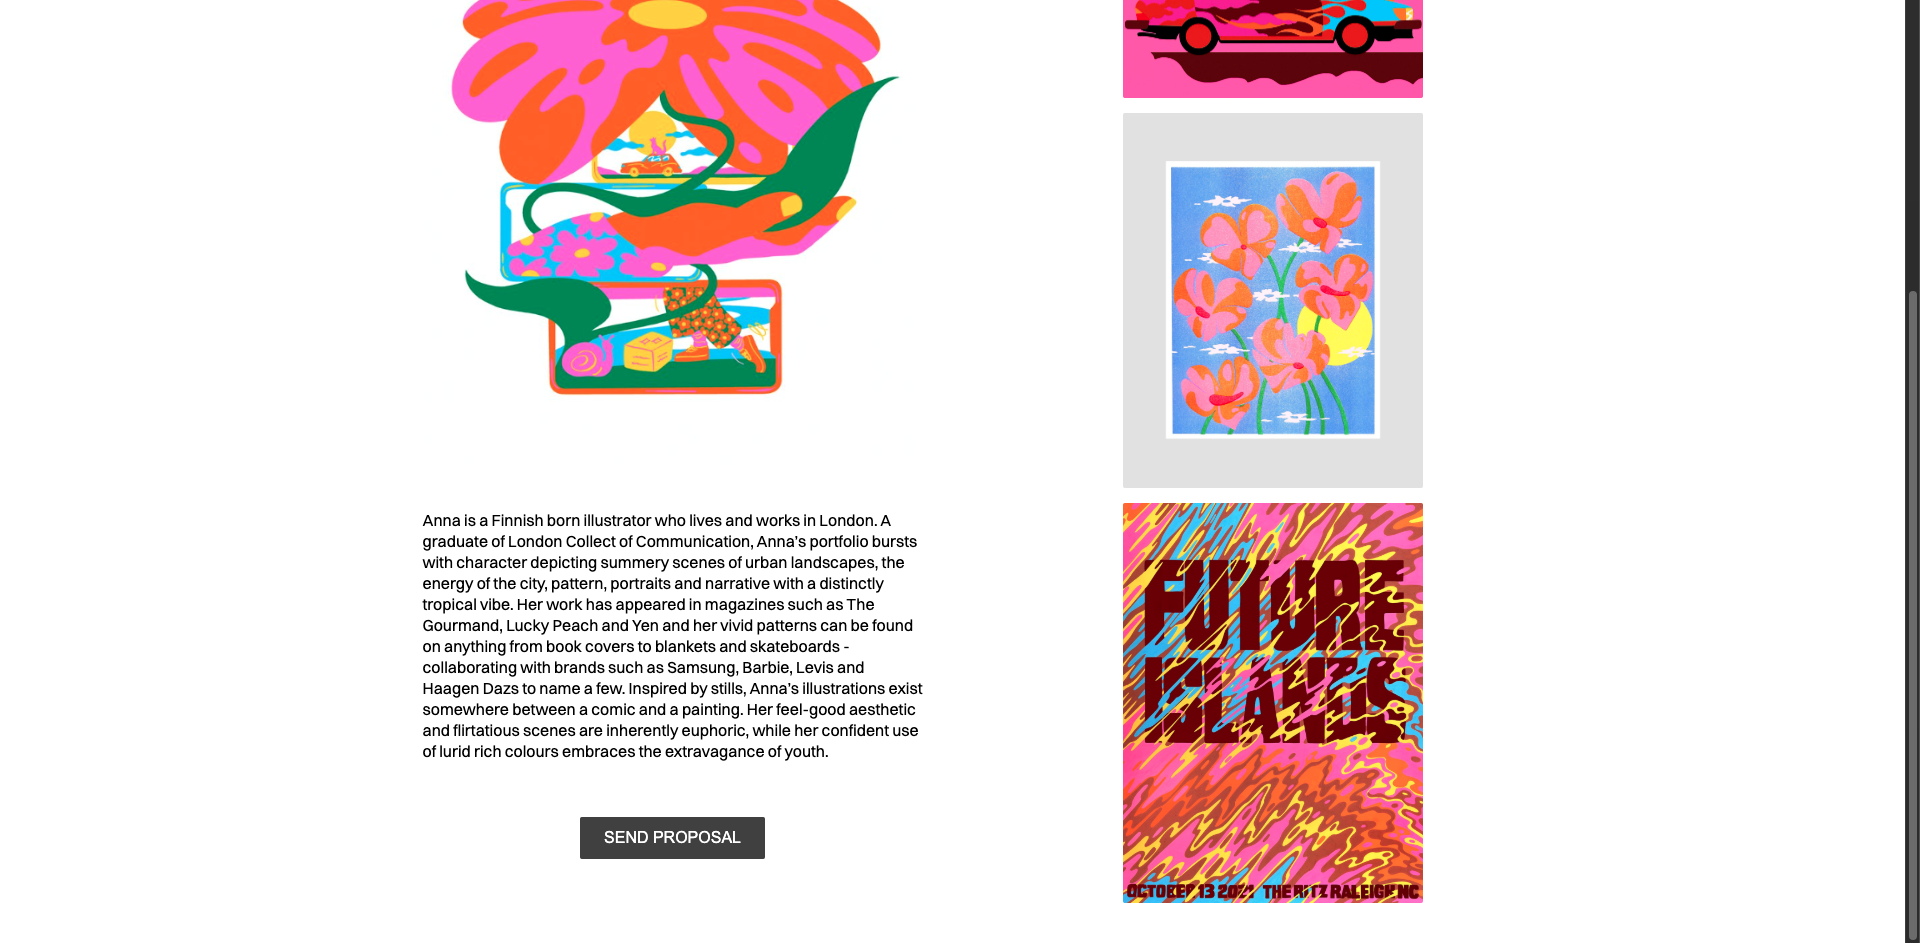 Anna is a Finnish born illustrator who lives and works in London. A
graduate of London Collect of Communication, Anna's portfolio bursts
with character depicting summery scenes of urban landscapes, the
energy of the city, pattern, portraits and narrative with a distinctly
tropical vibe. Her work has appeared in magazines such as The
Gourmand, Lucky Peach and Yen and her vivid patterns can be found
on anything from book covers to blankets and skateboards -
collaborating with brands such as Samsung, Barbie, Levis and
Haagen Dazs to name a few. Inspired by stills, Anna's illustrations exist
somewhere between a comic and a painting. Her feel-good aesthetic
and flirtatious scenes are inherently euphoric, while her confident use
of lurid rich colours embraces the extravagance of youth.
SEND PROPOSAL
FUTURE
ISLANDS
OCTOBER 13 THE RITZ RALEIGH NC